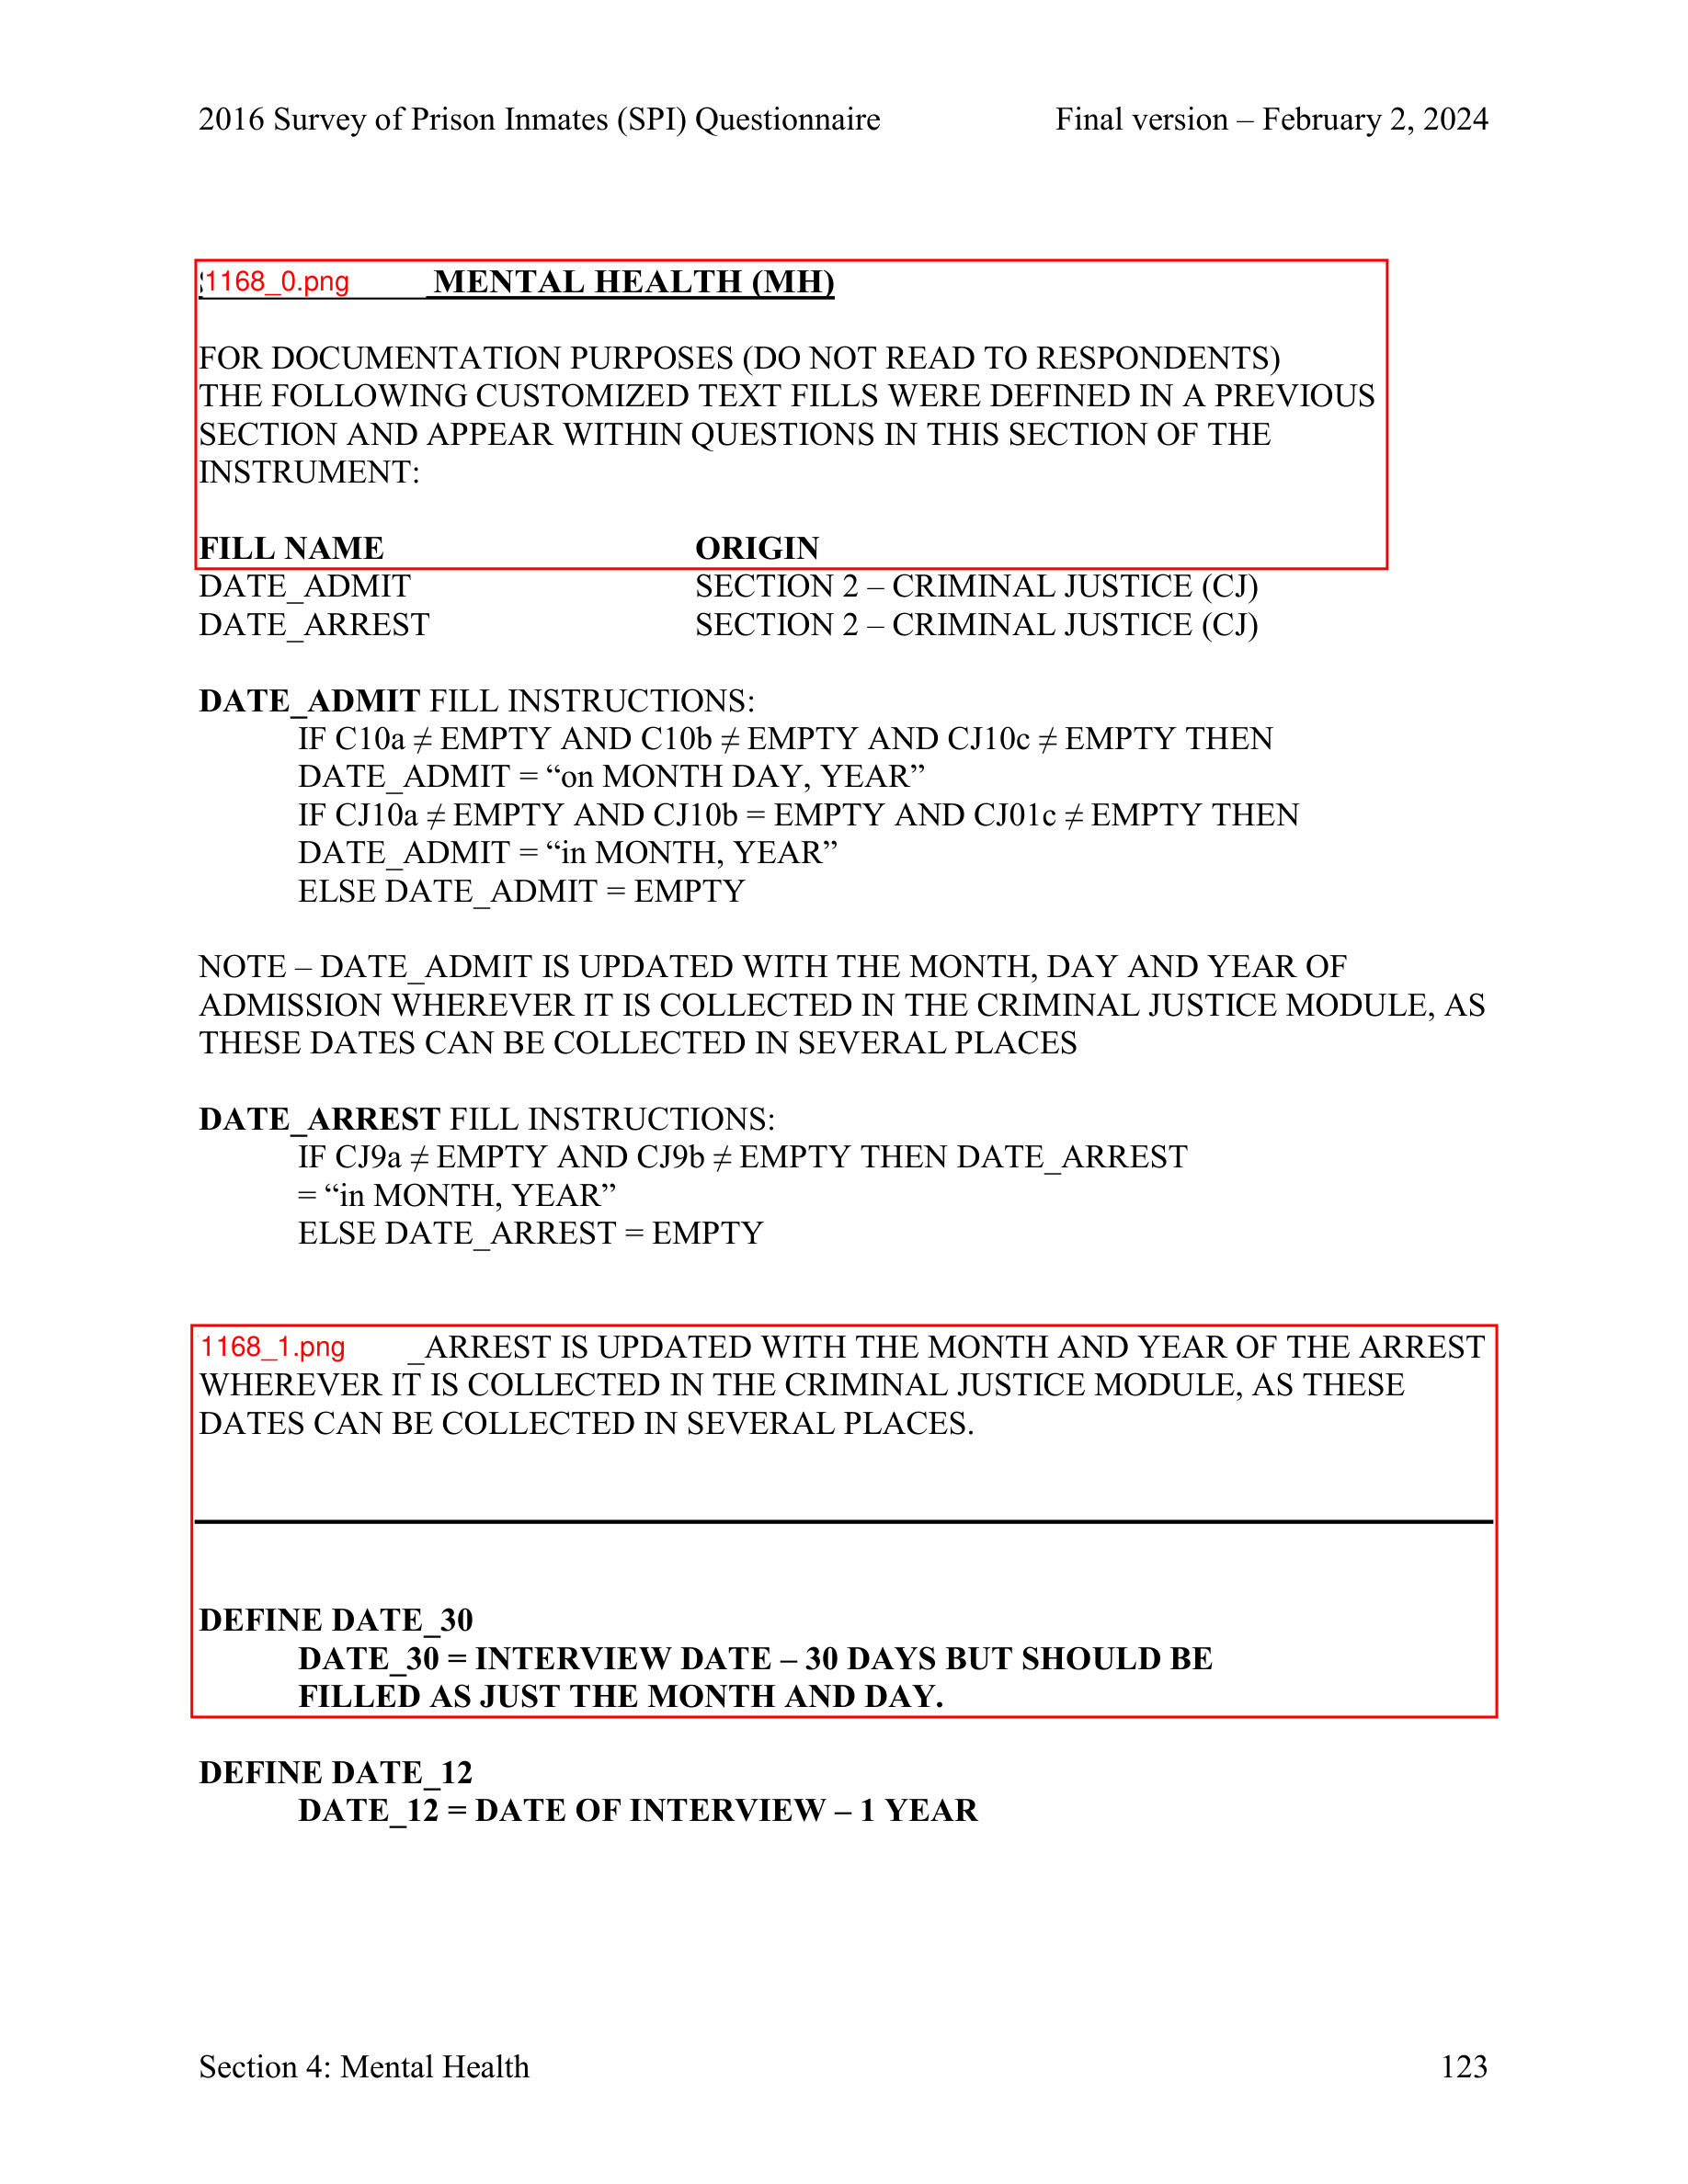 2016 Survey of Prison Inmates (SPI) Questionnaire Final version – February 2, 2024
1168_0.png MENTAL HEALTH (MH)
FOR DOCUMENTATION PURPOSES (DO NOT READ TO RESPONDENTS)
THE FOLLOWING CUSTOMIZED TEXT FILLS WERE DEFINED IN A PREVIOUS
SECTION AND APPEAR WITHIN QUESTIONS IN THIS SECTION OF THE
INSTRUMENT:
FILL NAME ORIGIN
DATE_ADMIT SECTION 2 – CRIMINAL JUSTICE (CJ)
DATE_ARREST SECTION 2 – CRIMINAL JUSTICE (CJ)
DATE_ADMIT FILL INSTRUCTIONS:
IF C10a ≠ EMPTY AND C10b ≠ EMPTY AND CJ10c ≠ EMPTY THEN
DATE_ADMIT = “on MONTH DAY, YEAR”
IF CJ10a ≠ EMPTY AND CJ10b = EMPTY AND CJ01c ≠ EMPTY THEN
DATE_ADMIT = “in MONTH, YEAR”
ELSE DATE_ADMIT = EMPTY
NOTE – DATE_ADMIT IS UPDATED WITH THE MONTH, DAY AND YEAR OF
ADMISSION WHEREVER IT IS COLLECTED IN THE CRIMINAL JUSTICE MODULE, AS
THESE DATES CAN BE COLLECTED IN SEVERAL PLACES
DATE_ARREST FILL INSTRUCTIONS:
IF CJ9a ≠ EMPTY AND CJ9b ≠ EMPTY THEN DATE_ARREST
= “in MONTH, YEAR”
ELSE DATE_ARREST = EMPTY
1168_1.png _ARREST IS UPDATED WITH THE MONTH AND YEAR OF THE ARREST
WHEREVER IT IS COLLECTED IN THE CRIMINAL JUSTICE MODULE, AS THESE
DATES CAN BE COLLECTED IN SEVERAL PLACES.
DEFINE DATE_30
DATE_30 = INTERVIEW DATE – 30 DAYS BUT SHOULD BE
FILLED AS JUST THE MONTH AND DAY.
DEFINE DATE_12
DATE_12 = DATE OF INTERVIEW – 1 YEAR
Section 4: Mental Health 123